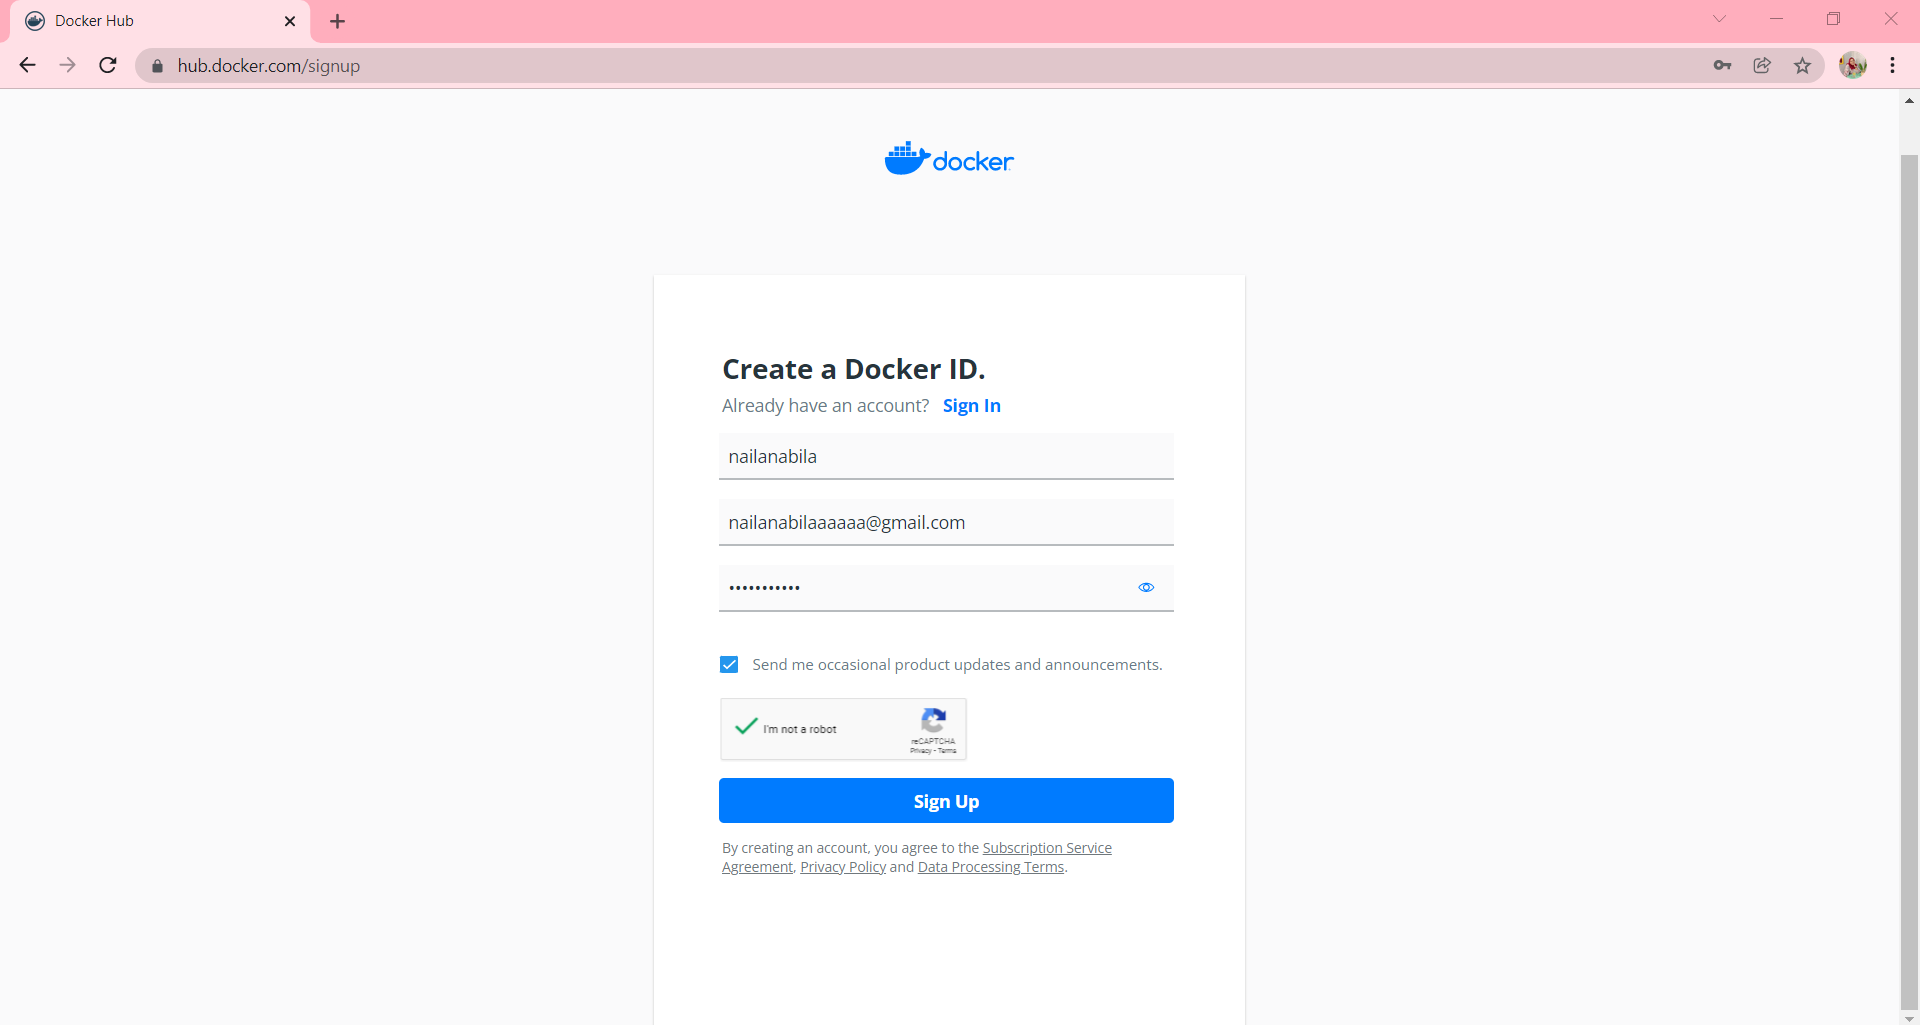 Docker Hub
hub.docker.com/signup
docker
Create a Docker ID.
Already have an account? Sign In
nailanabila
nailanabilaaaaaa@gmail.com
•••••••••••
Send me occasional product updates and announcements.
I'm not a robot
reCAPTCHA
Privacy - Terms
Sign Up
By creating an account, you agree to the Subscription Service
Agreement, Privacy Policy and Data Processing Terms.